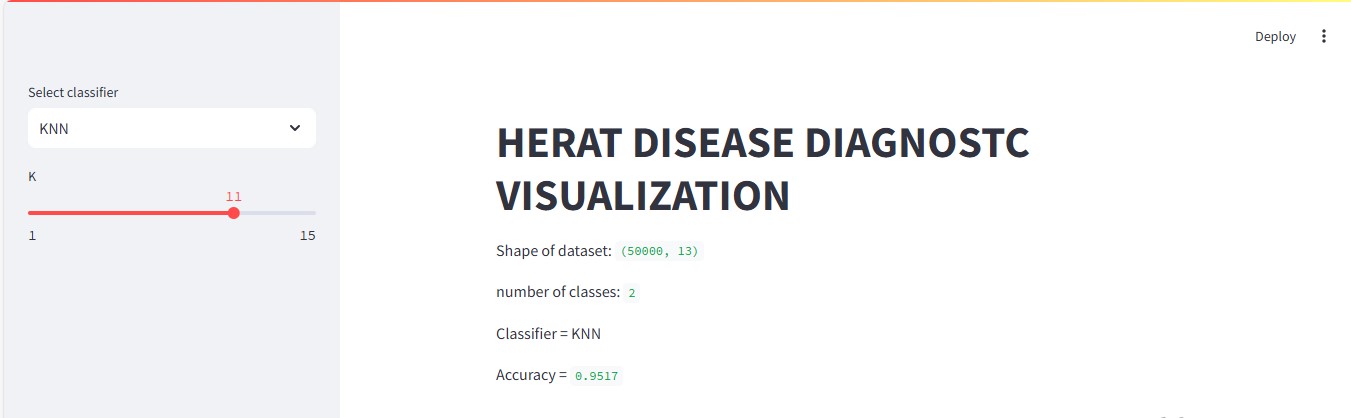 Deploy
Select classifier
KNN
K
11
1 15
HERAT DISEASE DIAGNOSTC
VISUALIZATION
Shape of dataset: (50000, 13)
number of classes: 2
Classifier = KNN
Accuracy = 0.9517